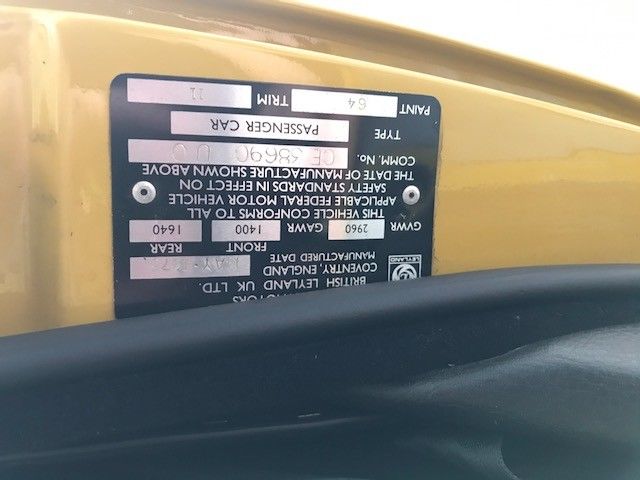 MOTORS
BRITISH LEYLAND UK LTD.
COVENTRY, ENGLAND
LEYLAND
MANUFACTURED DATE MAY
FRONT REAR
GVWR 2960 GAWR 1400 1640
THIS VEHICLE CONFORMS TO ALL
APPLICABLE FEDERAL MOTOR VEHICLE
SAFETY STANDARDS IN EFFECT ON
THE DATE OF MANUFACTURE SHOWN ABOVE
COMM. No.
TYPE PASSENGER CAR
PAINT 64 TRIM 11